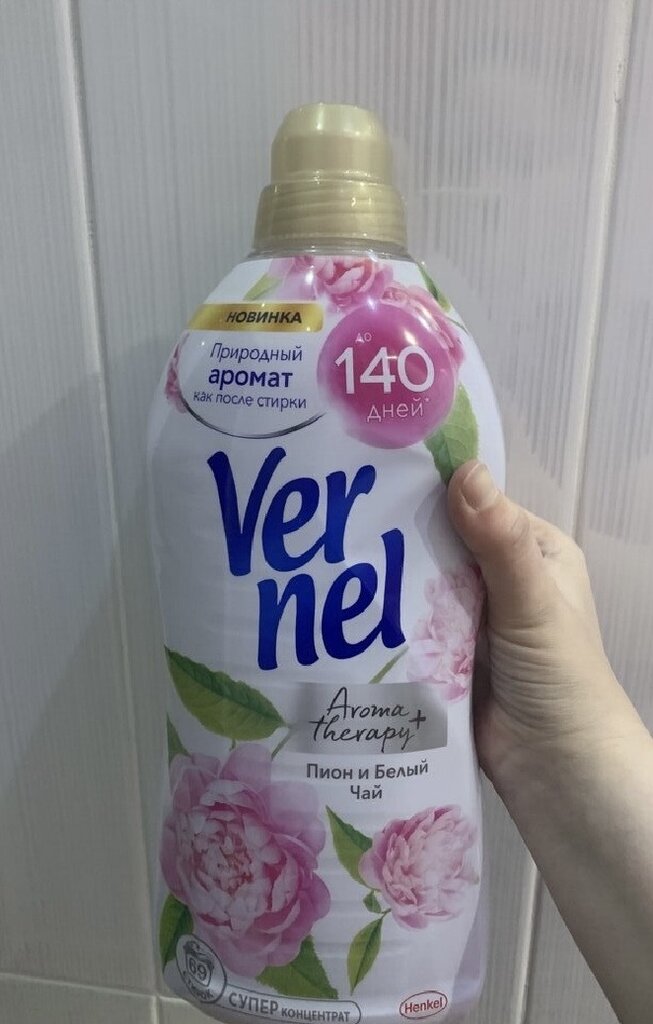 НОВИНКА
Природный
аромат
как после стирки
ДО
140
дней*
Ver
nel
Aroma
therapy+
Пион и Белый
Чай
69
СУПЕР КОНЦЕНТРАТ
Henkel